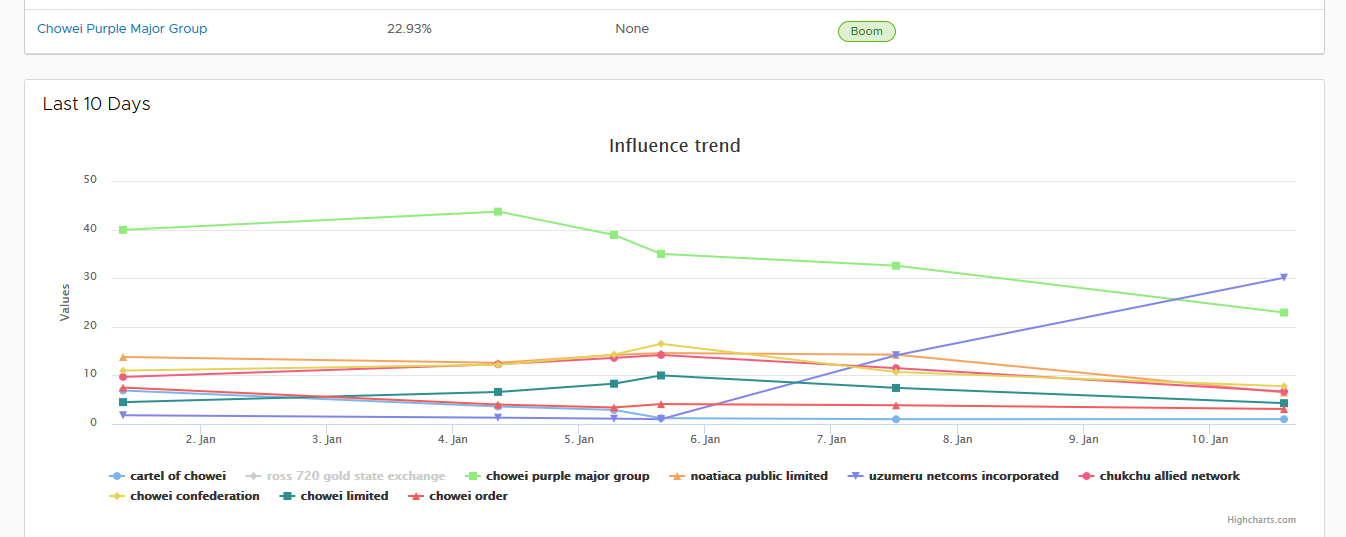 Chowei Purple Major Group 22.93% None Boom
Last 10 Days
Influence trend
50
40
30
20
10
0
Values
2. Jan 3. Jan 4. Jan 5. Jan 6. Jan 7. Jan 8. Jan 9. Jan 10. Jan
cartel of chowei ross 720 gold state exchange chowei purple major group noatiaca public limited uzumeru netcoms incorporated chukchu allied network
chowei confederation chowei limited chowei order
Highcharts.com